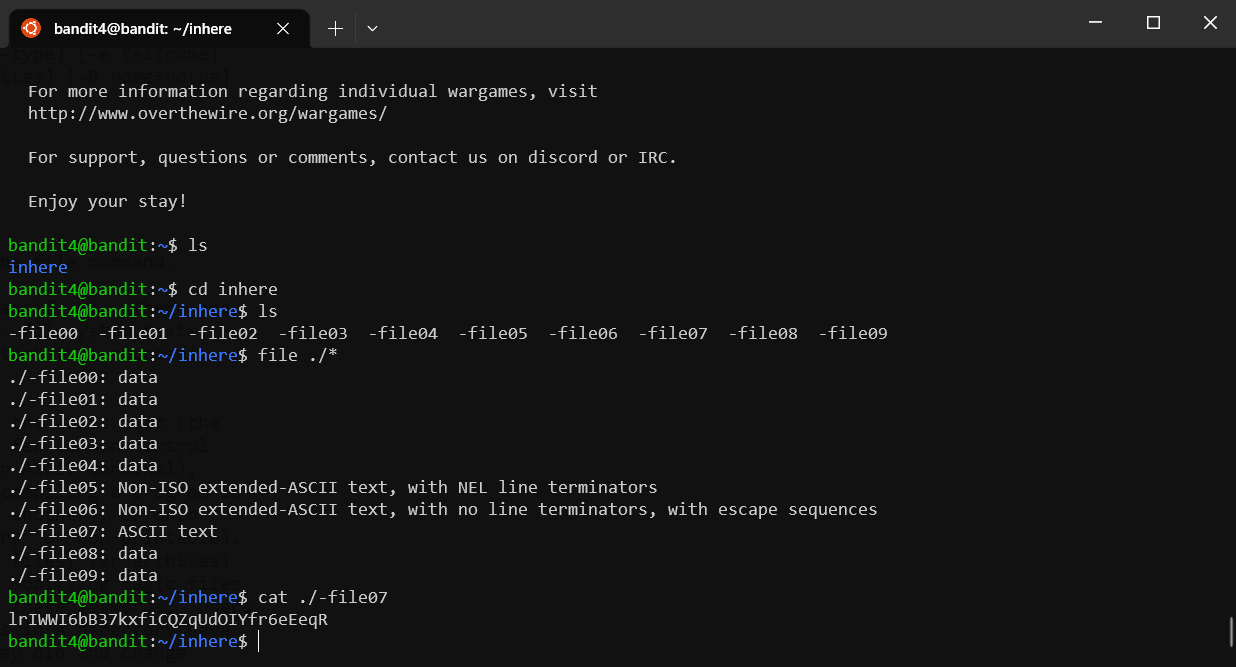 bandit4@bandit: ~/inhere
For more information regarding individual wargames, visit
http://www.overthewire.org/wargames/
For support, questions or comments, contact us on discord or IRC.
Enjoy your stay!
bandit4@bandit:~$ ls
inhere
bandit4@bandit:~$ cd inhere
bandit4@bandit:~/inhere$ ls
-file00  -file01  -file02  -file03  -file04  -file05  -file06  -file07  -file08  -file09
bandit4@bandit:~/inhere$ file ./*
./-file00: data
./-file01: data
./-file02: data
./-file03: data
./-file04: data
./-file05: Non-ISO extended-ASCII text, with NEL line terminators
./-file06: Non-ISO extended-ASCII text, with no line terminators, with escape sequences
./-file07: ASCII text
./-file08: data
./-file09: data
bandit4@bandit:~/inhere$ cat ./-file07
lrIWWI6bB37kxfiCQZqUdOIYfr6eEeqR
bandit4@bandit:~/inhere$